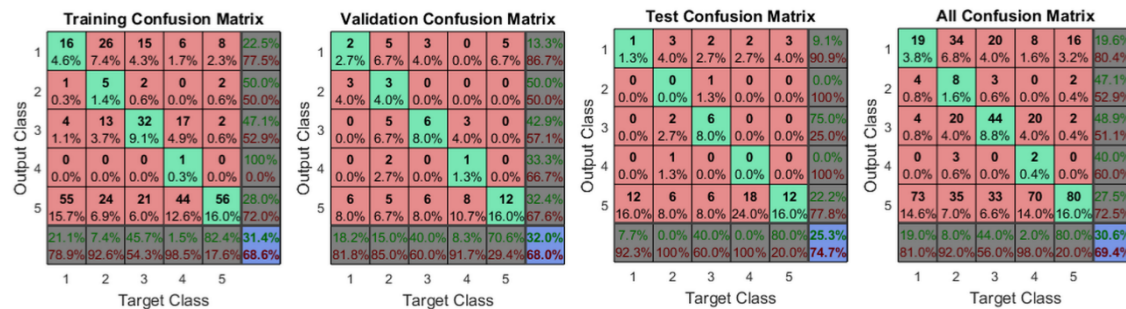 Training Confusion Matrix
1 16 26 15 6 8 22.5%
4.6% 7.4% 4.3% 1.7% 2.3% 77.5%
2 1 5 2 0 2 50.0%
0.3% 1.4% 0.6% 0.0% 0.6% 50.0%
3 4 13 32 17 2 47.1%
1.1% 3.7% 9.1% 4.9% 0.6% 52.9%
4 0 0 0 1 0 100%
0.0% 0.0% 0.0% 0.3% 0.0% 0.0%
5 55 24 21 44 56 28.0%
15.7% 6.9% 6.0% 12.6% 16.0% 72.0%
21.1% 7.4% 45.7% 1.5% 82.4% 31.4%
78.9% 92.6% 54.3% 98.5% 17.6% 68.6%
1 2 3 4 5
Target Class
Output Class
Validation Confusion Matrix
1 2 5 3 0 5 13.3%
2.7% 6.7% 4.0% 0.0% 6.7% 86.7%
2 3 3 0 0 0 50.0%
4.0% 4.0% 0.0% 0.0% 0.0% 50.0%
3 0 5 6 3 0 42.9%
0.0% 6.7% 8.0% 4.0% 0.0% 57.1%
4 0 2 0 1 0 33.3%
0.0% 2.7% 0.0% 1.3% 0.0% 66.7%
5 6 5 6 8 12 32.4%
8.0% 6.7% 8.0% 10.7% 16.0% 67.6%
18.2% 15.0% 40.0% 8.3% 70.6% 32.0%
81.8% 85.0% 60.0% 91.7% 29.4% 68.0%
1 2 3 4 5
Target Class
Output Class
Test Confusion Matrix
1 1 3 2 2 3 9.1%
1.3% 4.0% 2.7% 2.7% 4.0% 90.9%
2 0 0 1 0 0 0.0%
0.0% 0.0% 1.3% 0.0% 0.0% 100%
3 0 2 6 0 0 75.0%
0.0% 2.7% 8.0% 0.0% 0.0% 25.0%
4 0 1 0 0 0 0.0%
0.0% 1.3% 0.0% 0.0% 0.0% 100%
5 12 6 6 18 12 22.2%
16.0% 8.0% 8.0% 24.0% 16.0% 77.8%
7.7% 0.0% 40.0% 0.0% 80.0% 25.3%
92.3% 100% 60.0% 100% 20.0% 74.7%
1 2 3 4 5
Target Class
Output Class
All Confusion Matrix
1 19 34 20 8 16 19.6%
3.8% 6.8% 4.0% 1.6% 3.2% 80.4%
2 4 8 3 0 2 47.1%
0.8% 1.6% 0.6% 0.0% 0.4% 52.9%
3 4 20 44 20 2 48.9%
0.8% 4.0% 8.8% 4.0% 0.4% 51.1%
4 0 3 0 2 0 40.0%
0.0% 0.6% 0.0% 0.4% 0.0% 60.0%
5 73 35 33 70 80 27.5%
14.6% 7.0% 6.6% 14.0% 16.0% 72.5%
19.0% 8.0% 44.0% 2.0% 80.0% 30.6%
81.0% 92.0% 56.0% 98.0% 20.0% 69.4%
1 2 3 4 5
Target Class
Output Class